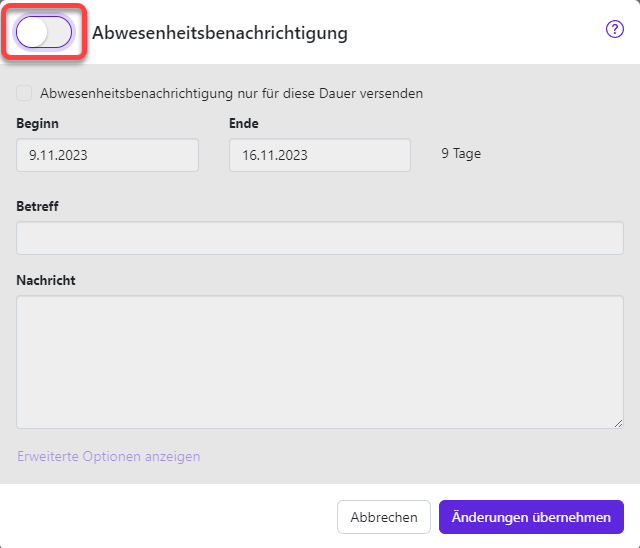 Abwesenheitsbenachrichtigung
?
Abwesenheitsbenachrichtigung nur für diese Dauer versenden
Beginn Ende
9.11.2023 16.11.2023 9 Tage
Betreff
Nachricht
Erweiterte Optionen anzeigen
Abbrechen Änderungen übernehmen